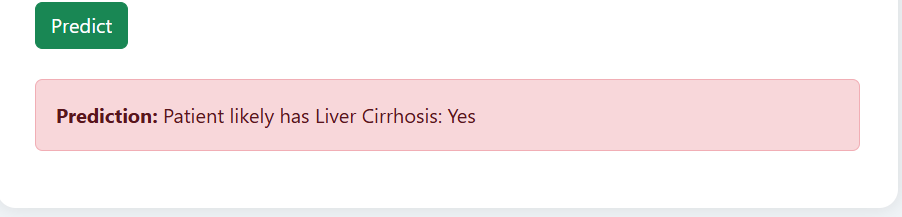 Predict
Prediction: Patient likely has Liver Cirrhosis: Yes